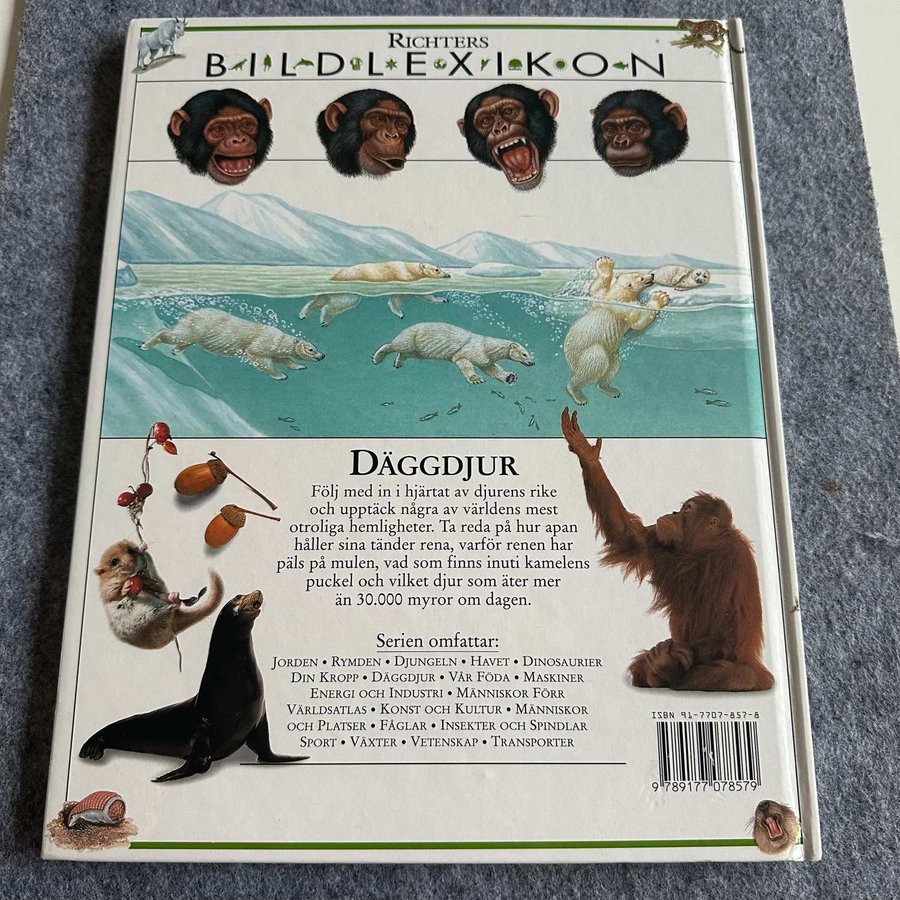 RICHTERS
BILDLEXIKON
DÄGGDJUR
Följ med in i hjärtat av djurens rike
och upptäck några av världens mest
otroliga hemligheter. Ta reda på hur apan
håller sina tänder rena, varför renen har
päls på mulen, vad som finns inuti kamelens
puckel och vilket djur som äter mer
än 30.000 myror om dagen.
Serien omfattar:
JORDEN • RYMDEN • DJUNGELN • HAVET • DINOSAURIER
DIN KROPP • DÄGGDJUR • VÅR FÖDA • MASKINER
ENERGI OCH INDUSTRI • MÄNNISKOR FÖRR
VÄRLDSATLAS • KONST OCH KULTUR • MÄNNISKOR
OCH PLATSER • FÅGLAR • INSEKTER OCH SPINDLAR
SPORT • VÄXTER • VETENSKAP • TRANSPORTER
ISBN 91-7707-857-8
9 789177 078579